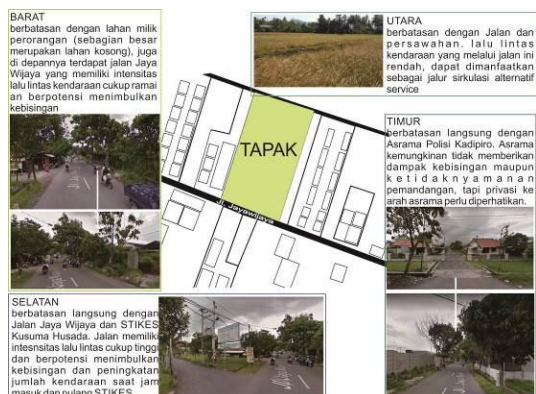 BARAT
berbatasan dengan lahan milik
perorangan (sebagian besar
merupakan lahan kosong), juga
di depannya terdapat jalan Jaya
Wijaya yang memiliki intensitas
lalu lintas kendaraan cukup ramai
an berpotensi menimbulkan
kebisingan
UTARA
berbatasan dengan Jalan dan
persawahan. lalu lintas
kendaraan yang melalui jalan ini
rendah, dapat dimanfaatkan
sebagai jalur sirkulasi alternatif
service
TAPAK
Jl. Jayawijaya
TIMUR
berbatasan langsung dengan
Asrama Polisi Kadipiro. Asrama
kemungkinan tidak memberikan
dampak kebisingan maupun
ketidaknyamanan
pemandangan, tapi privasi ke
arah asrama perlu diperhatikan.
SELATAN
berbatasan langsung dengan
Jalan Jaya Wijaya dan STIKES
Kusuma Husada. Jalan memiliki
intesnsitas lalu lintas cukup tinggi
dan berpotensi menimbulkan
kebisingan dan peningkatan
jumlah kendaraan saat jam
masuk dan pulang STIKES